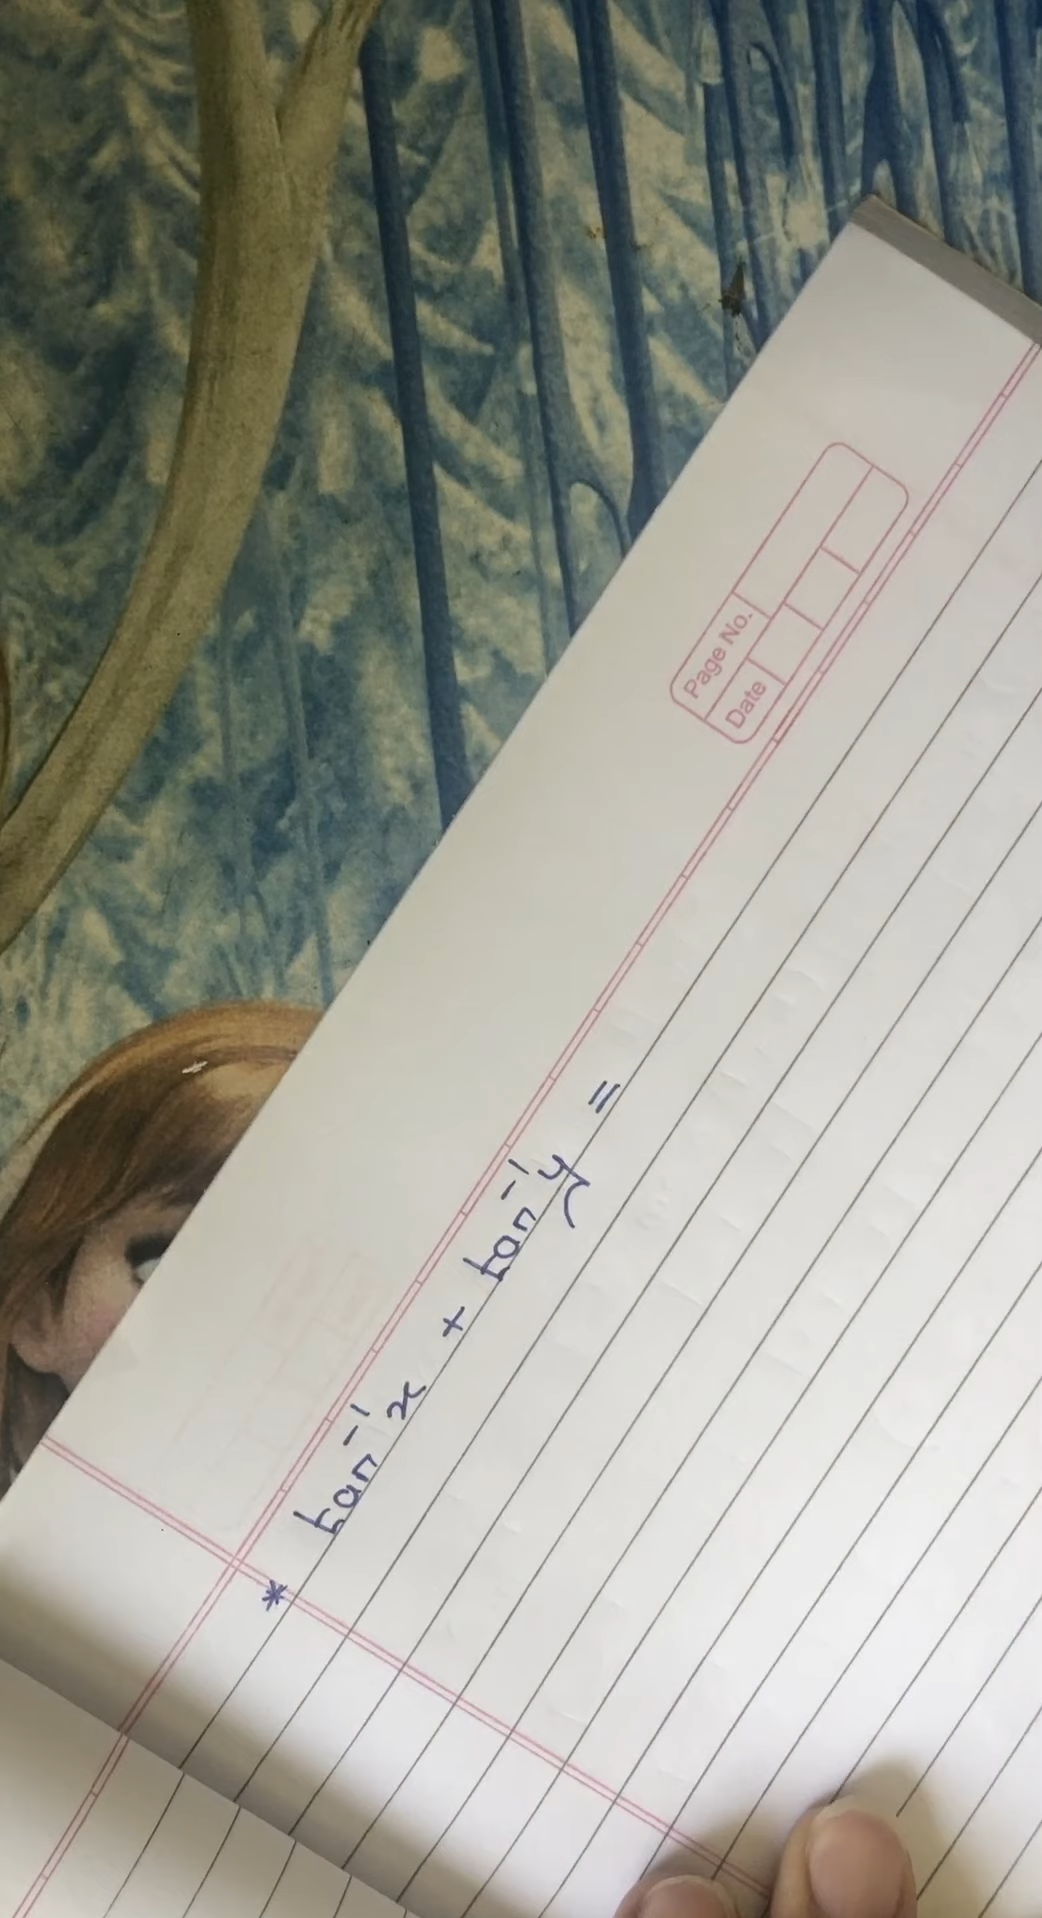 Page No.
Date
* tan⁻¹x + tan⁻¹y =